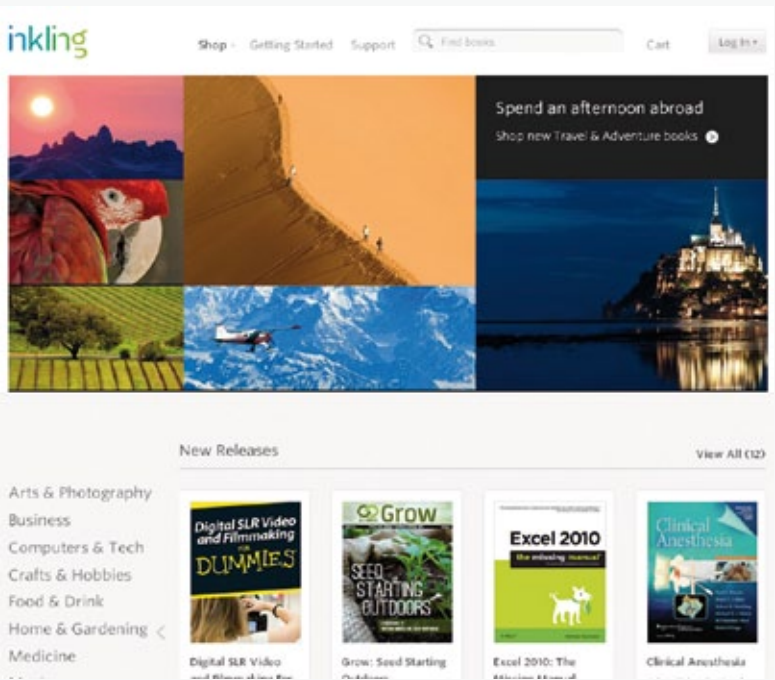 inkling
Shop Getting Started Support Find books Cart Log In
Spend an afternoon abroad
Shop new Travel & Adventure books
New Releases
View All (12)
Arts & Photography
Business
Computers & Tech
Crafts & Hobbies
Food & Drink
Home & Gardening
Medicine
Digital SLR Video
and Filmmaking
FOR
DUMMIES
Grow
SEED
STARTING
OUTDOORS
Excel 2010
the missing manual
Clinical
Anesthesia
Digital SLR Video
and Filmmaking For
Grow: Seed Starting
Outdoors
Excel 2010: The
Missing Manual
Clinical Anesthesia